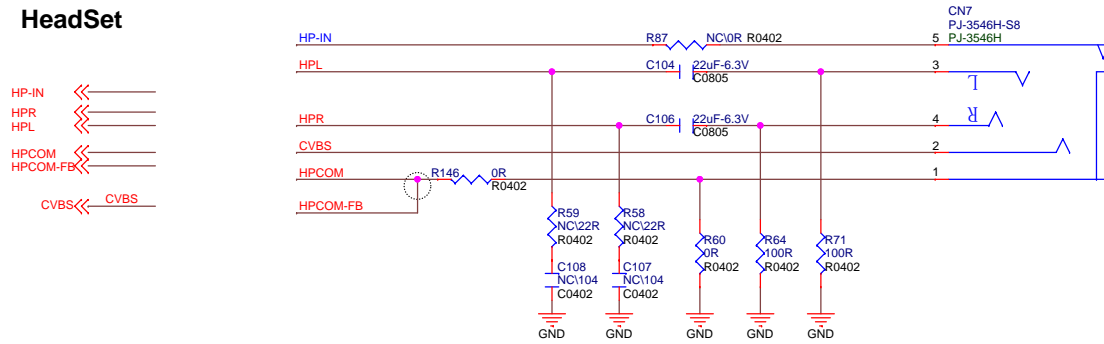 HeadSet
CN7
PJ-3546H-S8
PJ-3546H
HP-IN
R87
NC\0R
R0402
5
HPL
C104
22uF-6.3V
C0805
3
L
HP-IN
HPR
HPL
HPR
C106
22uF-6.3V
C0805
4
R
CVBS
2
HPCOM
HPCOM-FB
HPCOM
R146
0R
R0402
1
CVBS
CVBS
HPCOM-FB
R59
NC\22R
R0402
R58
NC\22R
R0402
R60
0R
R0402
R64
100R
R0402
R71
100R
R0402
C108
NC\104
C0402
C107
NC\104
C0402
GND
GND
GND
GND
GND